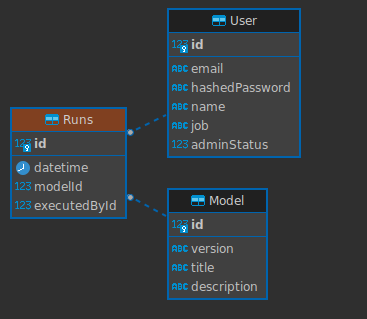 User
123 id
ABC email
ABC hashedPassword
ABC name
ABC job
123 adminStatus
Runs
123 id
datetime
123 modelId
123 executedById
Model
123 id
ABC version
ABC title
ABC description